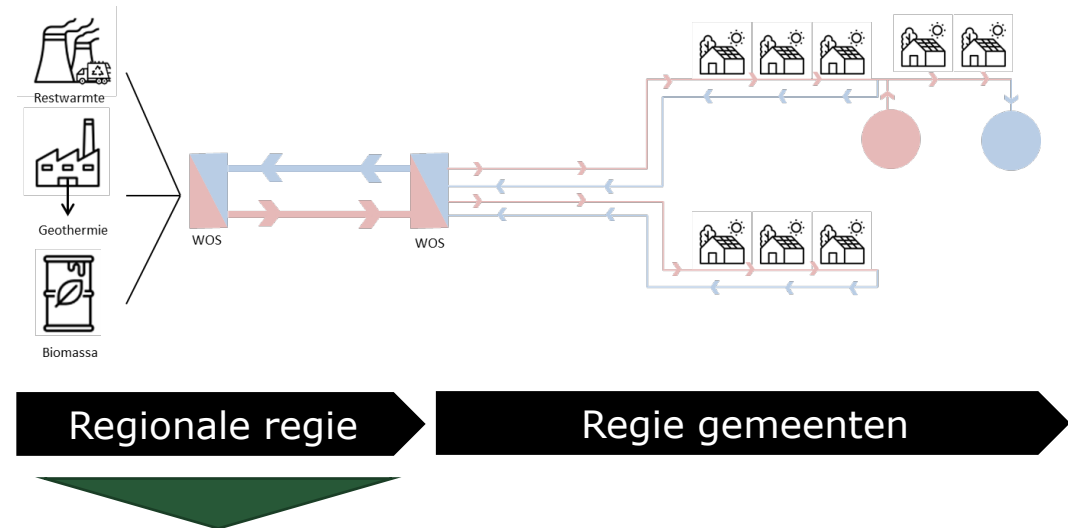 Restwarmte
Geothermie
Biomassa
WOS
WOS
Regionale regie
Regie gemeenten